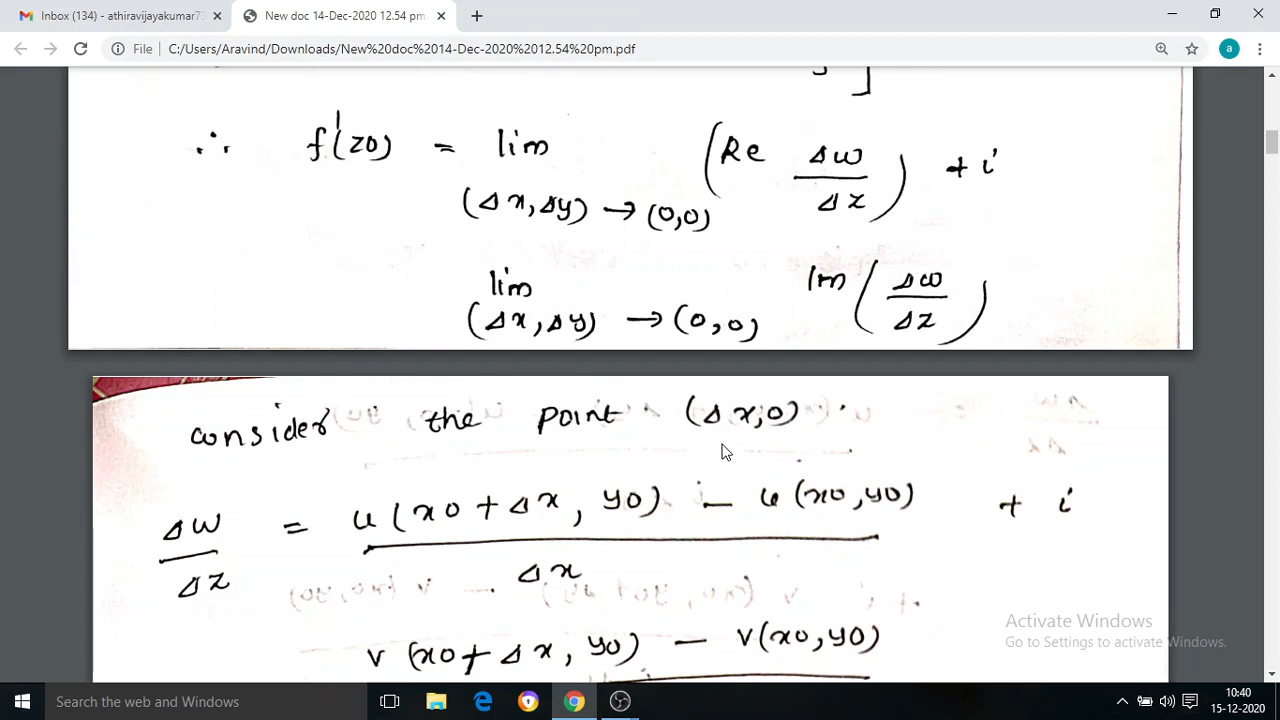 Inbox (134) - athiravijayakumar7
New doc 14-Dec-2020 12.54 pm.
File | C:/Users/Aravind/Downloads/New%20doc%2014-Dec-2020%2012.54%20pm.pdf
a
∴ f'(z0) = lim (Re Δw/Δz) + i
(Δx, Δy) → (0,0)
lim Im (Δw/Δz)
(Δx, Δy) → (0,0)
consider the point (Δx,0).
Δw/Δz = u(x0 + Δx, y0) - u(x0,y0) / Δx + i
v(x0 + Δx, y0) - v(x0,y0)
Activate Windows
Go to Settings to activate Windows.
Search the web and Windows
10:40
15-12-2020